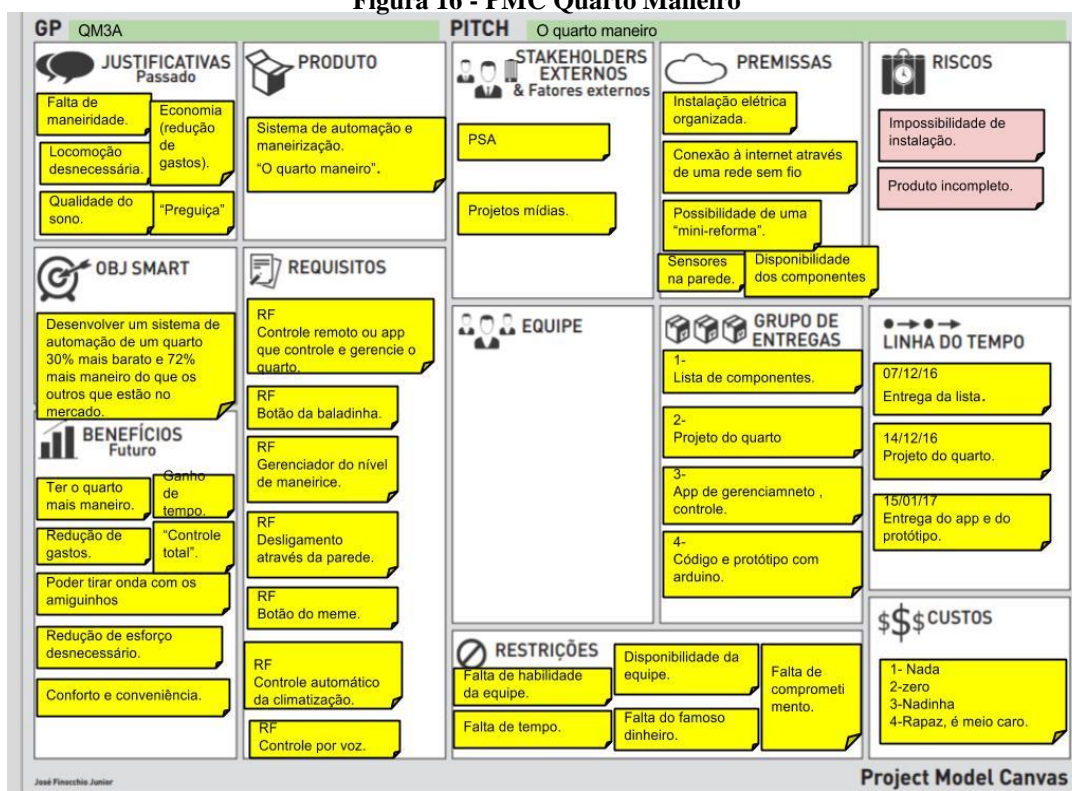 Figura 16 - PMC Quarto Maneiro
GP QM3A
PITCH O quarto maneiro
JUSTIFICATIVAS
Passado
Falta de
maneiridade.
Economia
(redução
de
gastos).
Locomoção
desnecessária.
Qualidade do
sono.
“Preguiça”
PRODUTO
Sistema de automação e
maneirização.
“O quarto maneiro”.
STAKEHOLDERS
EXTERNOS
& Fatores externos
PSA
Projetos mídias.
PREMISSAS
Instalação elétrica
organizada.
Conexão à internet através
de uma rede sem fio
Possibilidade de uma
“mini-reforma”.
Sensores
na parede.
Disponibilidade
dos componentes
RISCOS
Impossibilidade de
instalação.
Produto incompleto.
OBJ SMART
Desenvolver um sistema de
automação de um quarto
30% mais barato e 72%
mais maneiro do que os
outros que estão no
mercado.
BENEFÍCIOS
Futuro
Ter o quarto
mais maneiro.
Ganho
de
tempo.
Redução de
gastos.
“Controle
total”.
Poder tirar onda com os
amiguinhos
Redução de esforço
desnecessário.
Conforto e conveniência.
REQUISITOS
RF
Controle remoto ou app
que controle e gerencie o
quarto.
RF
Botão da baladinha.
RF
Gerenciador do nível
de maneirice.
RF
Desligamento
através da parede.
RF
Botão do meme.
RF
Controle automático
da climatização.
RF
Controle por voz.
EQUIPE
GRUPO DE
ENTREGAS
1-
Lista de componentes.
2-
Projeto do quarto
3-
App de gerenciamneto ,
controle.
4-
Código e protótipo com
arduino.
LINHA DO TEMPO
07/12/16
Entrega da lista.
14/12/16
Projeto do quarto.
15/01/17
Entrega do app e do
protótipo.
RESTRIÇÕES
Falta de habilidade
da equipe.
Disponibilidade da
equipe.
Falta de
comprometi
mento.
Falta de tempo.
Falta do famoso
dinheiro.
$$$ CUSTOS
1- Nada
2-zero
3-Nadinha
4-Rapaz, é meio caro.
José Finocchio Junior
Project Model Canvas